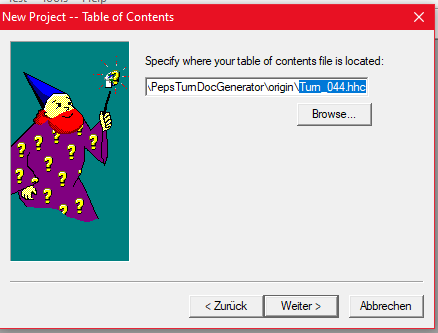 Test Tools Help
New Project -- Table of Contents
Specify where your table of contents file is located:
\PepsTurnDocGenerator\origin\Turn_044.hhc
Browse...
< Zurück
Weiter >
Abbrechen